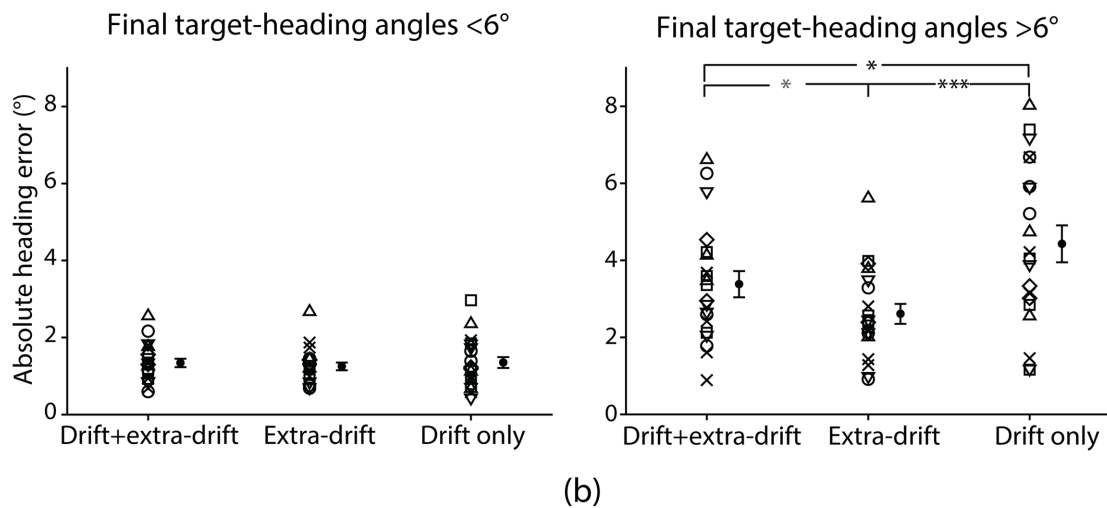 Final target-heading angles <6°
Final target-heading angles >6°
Absolute heading error (°)
8
6
4
2
0
Drift+extra-drift
Extra-drift
Drift only
*
*
***
8
6
4
2
0
Drift+extra-drift
Extra-drift
Drift only
(b)